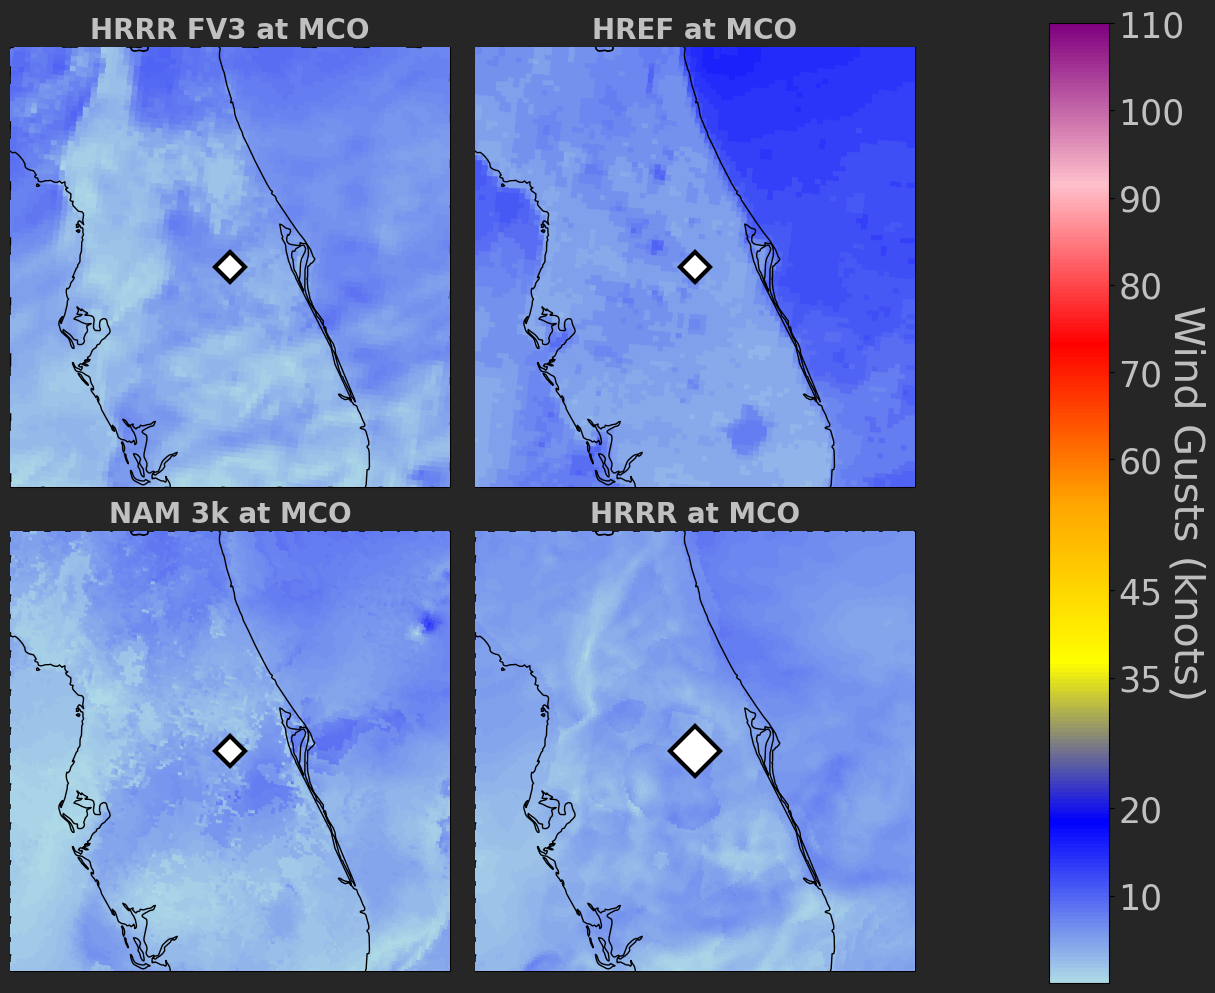 HRRR FV3 at MCO
HREF at MCO
NAM 3k at MCO
HRRR at MCO
110
100
90
80
70
60
45
35
20
10
Wind Gusts (knots)